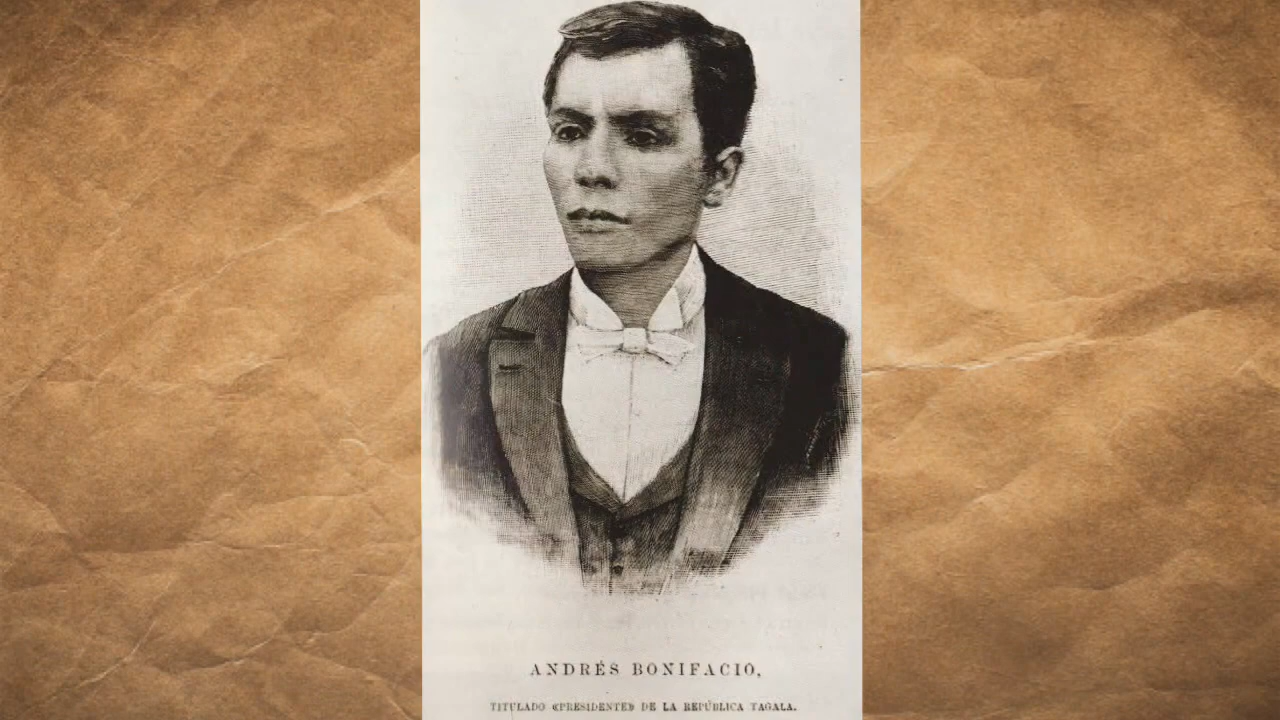 ANDRÉS BONIFACIO,
TITULADO «PRESIDENTE» DE LA REPÚBLICA TAGALA.